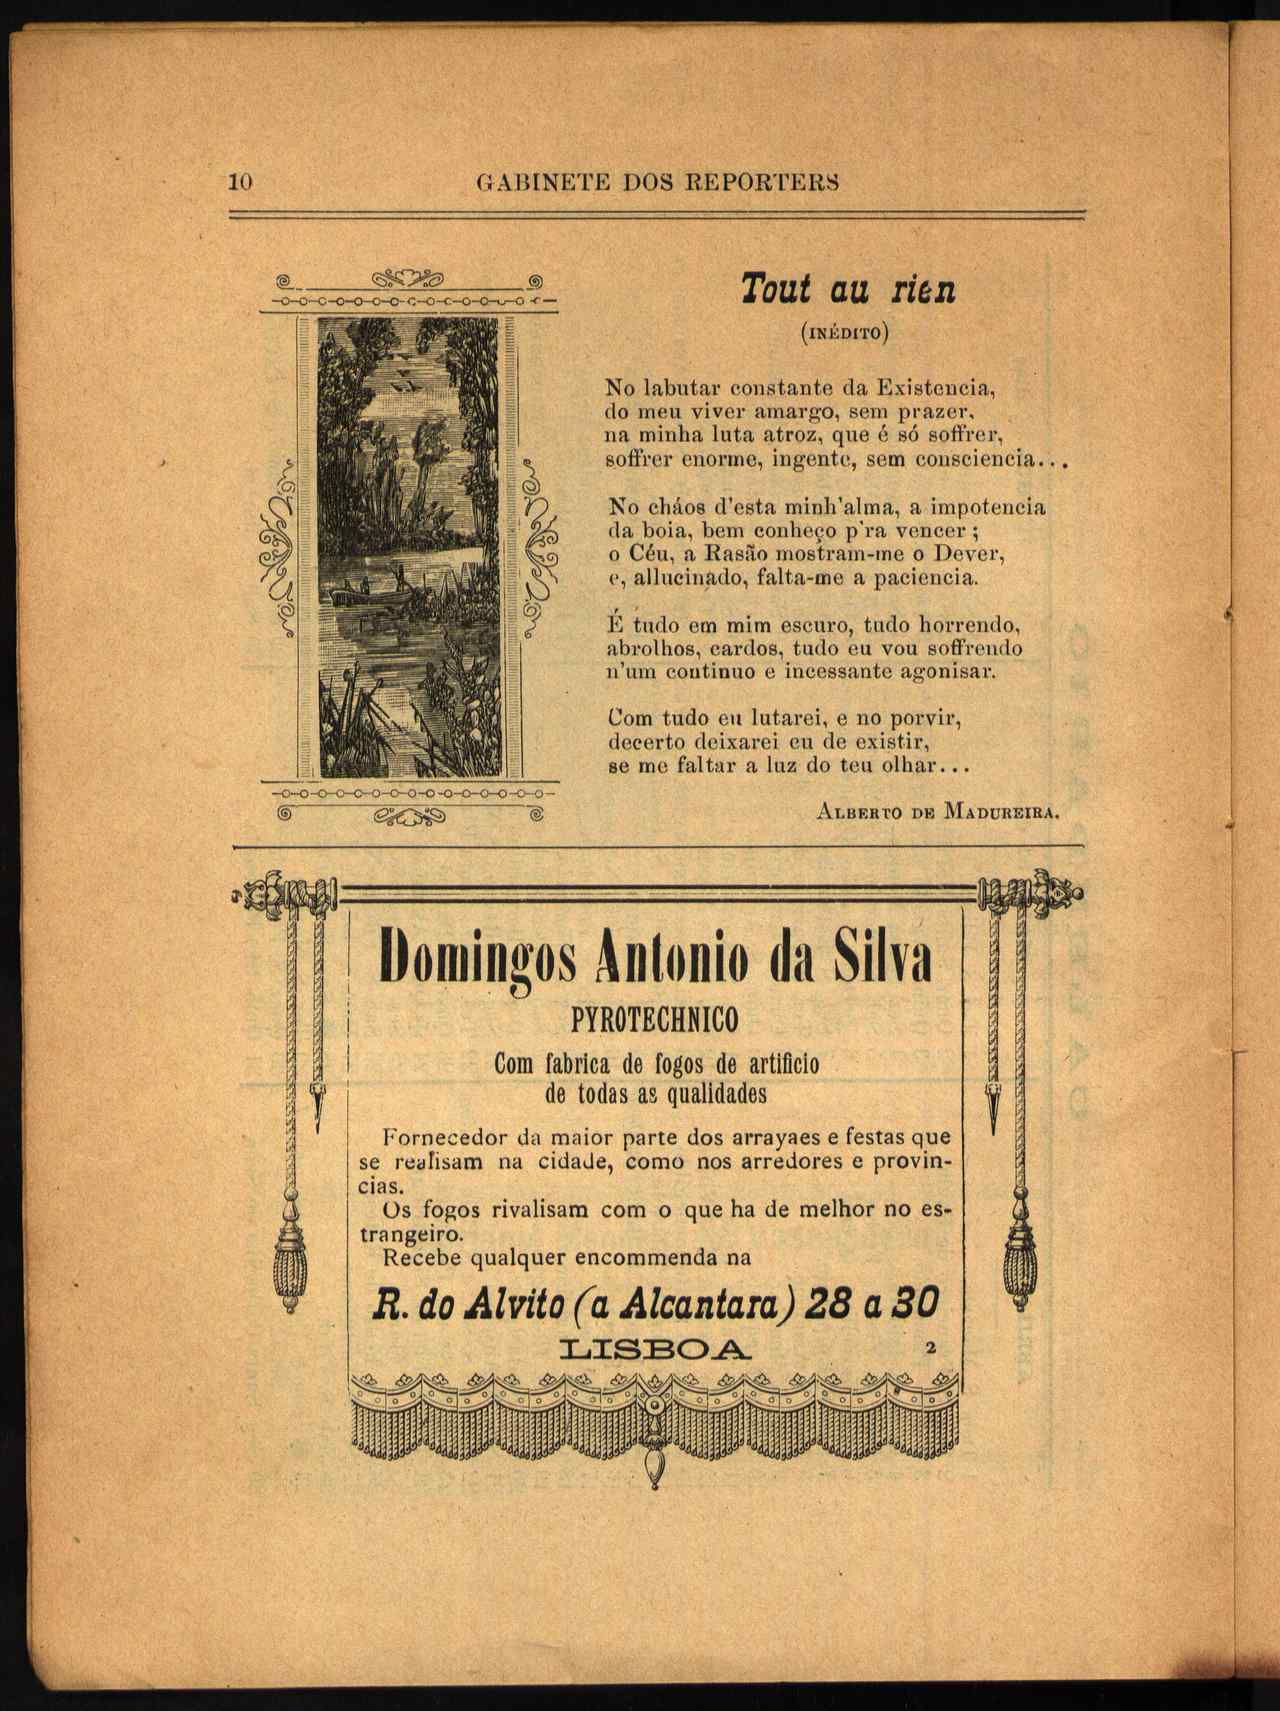 10
GABINETE DOS REPORTERS
Tout au rien
(INÉDITO)
No labutar constante da Existencia,
do meu viver amargo, sem prazer,
na minha luta atroz, que é só soffrer,
soffrer enorme, ingente, sem consciencia...
No cháos d'esta minh'alma, a impotencia
da boia, bem conheço p'ra vencer;
o Céu, a Rasão mostram-me o Dever,
e, allucinado, falta-me a paciencia.
É tudo em mim escuro, tudo horrendo,
abrolhos, cardos, tudo eu vou soffrendo
n'um continuo e incessante agonisar.
Com tudo eu lutarei, e no porvir,
decerto deixarei eu de existir,
se me faltar a luz do teu olhar...
ALBERTO DE MADUREIRA.
Domingos Antonio da Silva
PYROTECHNICO
Com fabrica de fogos de artificio
de todas as qualidades
Fornecedor da maior parte dos arrayaes e festas que
se realisam na cidade, como nos arredores e provin-
cias.
Os fogos rivalisam com o que ha de melhor no es-
trangeiro.
Recebe qualquer encommenda na
R. do Alvito (a Alcantara) 28 a 30
LISBOA 2